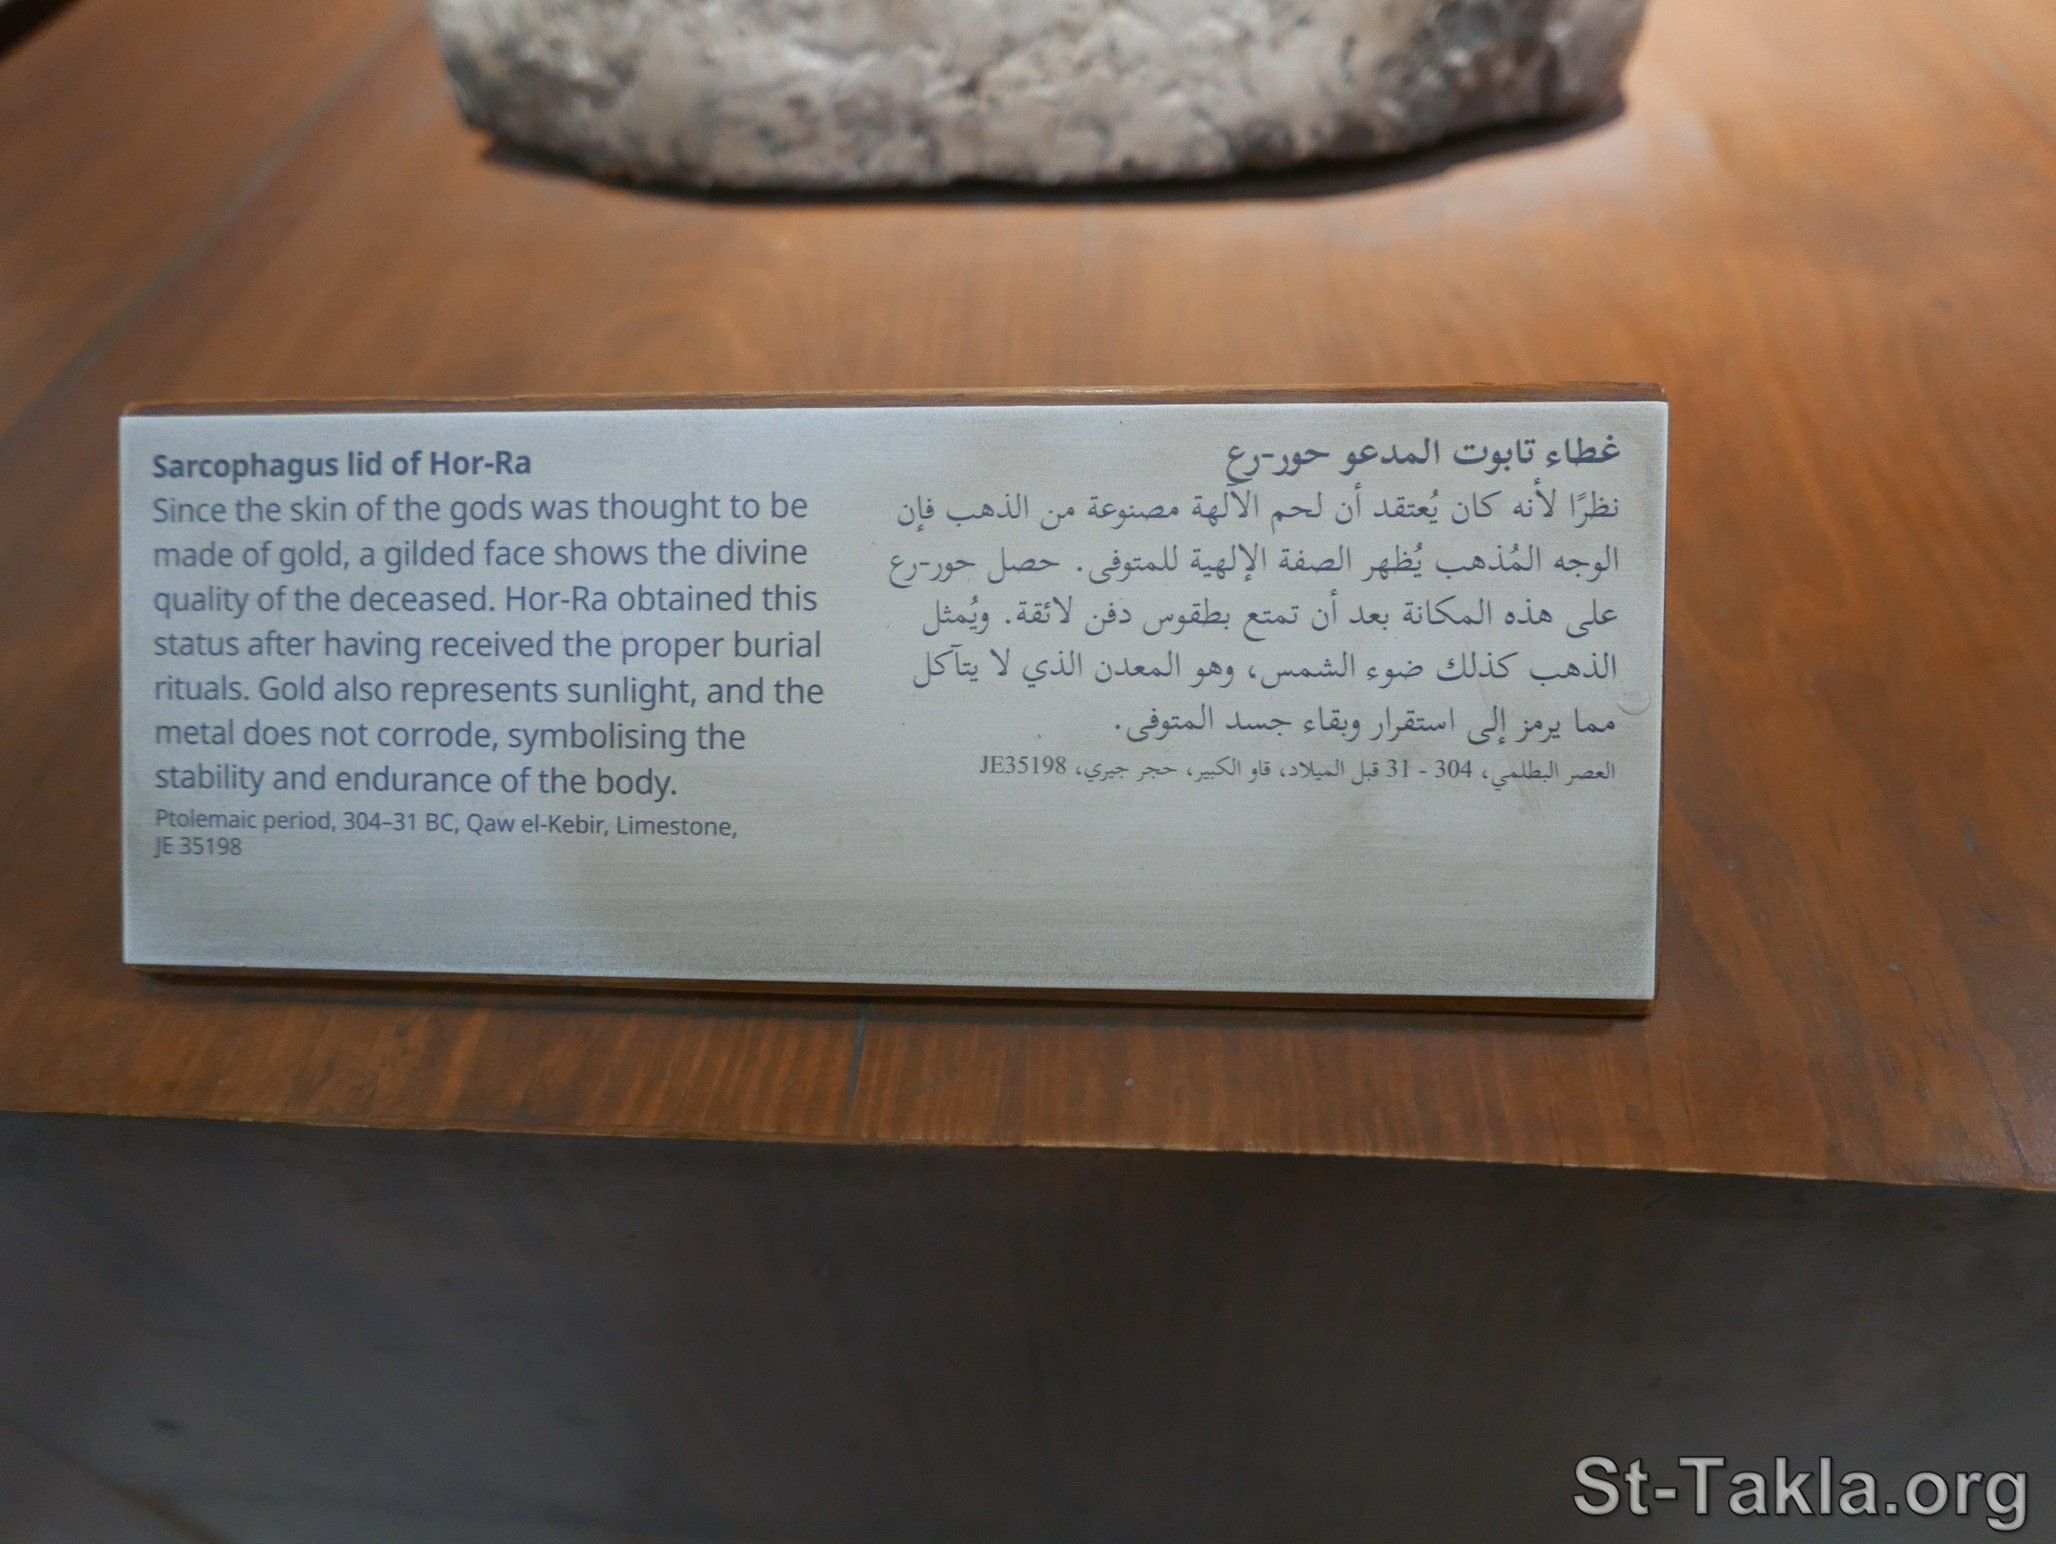 Sarcophagus lid of Hor-Ra
Since the skin of the gods was thought to be
made of gold, a gilded face shows the divine
quality of the deceased. Hor-Ra obtained this
status after having received the proper burial
rituals. Gold also represents sunlight, and the
metal does not corrode, symbolising the
stability and endurance of the body.
Ptolemaic period, 304–31 BC, Qaw el-Kebir, Limestone,
JE 35198
غطاء تابوت المدعو حور-رع
نظرًا لأنه كان يُعتقد أن لحم الآلهة مصنوعة من الذهب فإن
الوجه المُذهب يُظهر الصفة الإلهية للمتوفى. حصل حور-رع
على هذه المكانة بعد أن تمتع بطقوس دفن لائقة. ويُمثل
الذهب كذلك ضوء الشمس، وهو المعدن الذي لا يتآكل
مما يرمز إلى استقرار وبقاء جسد المتوفى.
العصر البطلمي، 304 - 31 قبل الميلاد، قاو الكبير، حجر جيري، JE35198
St-Takla.org